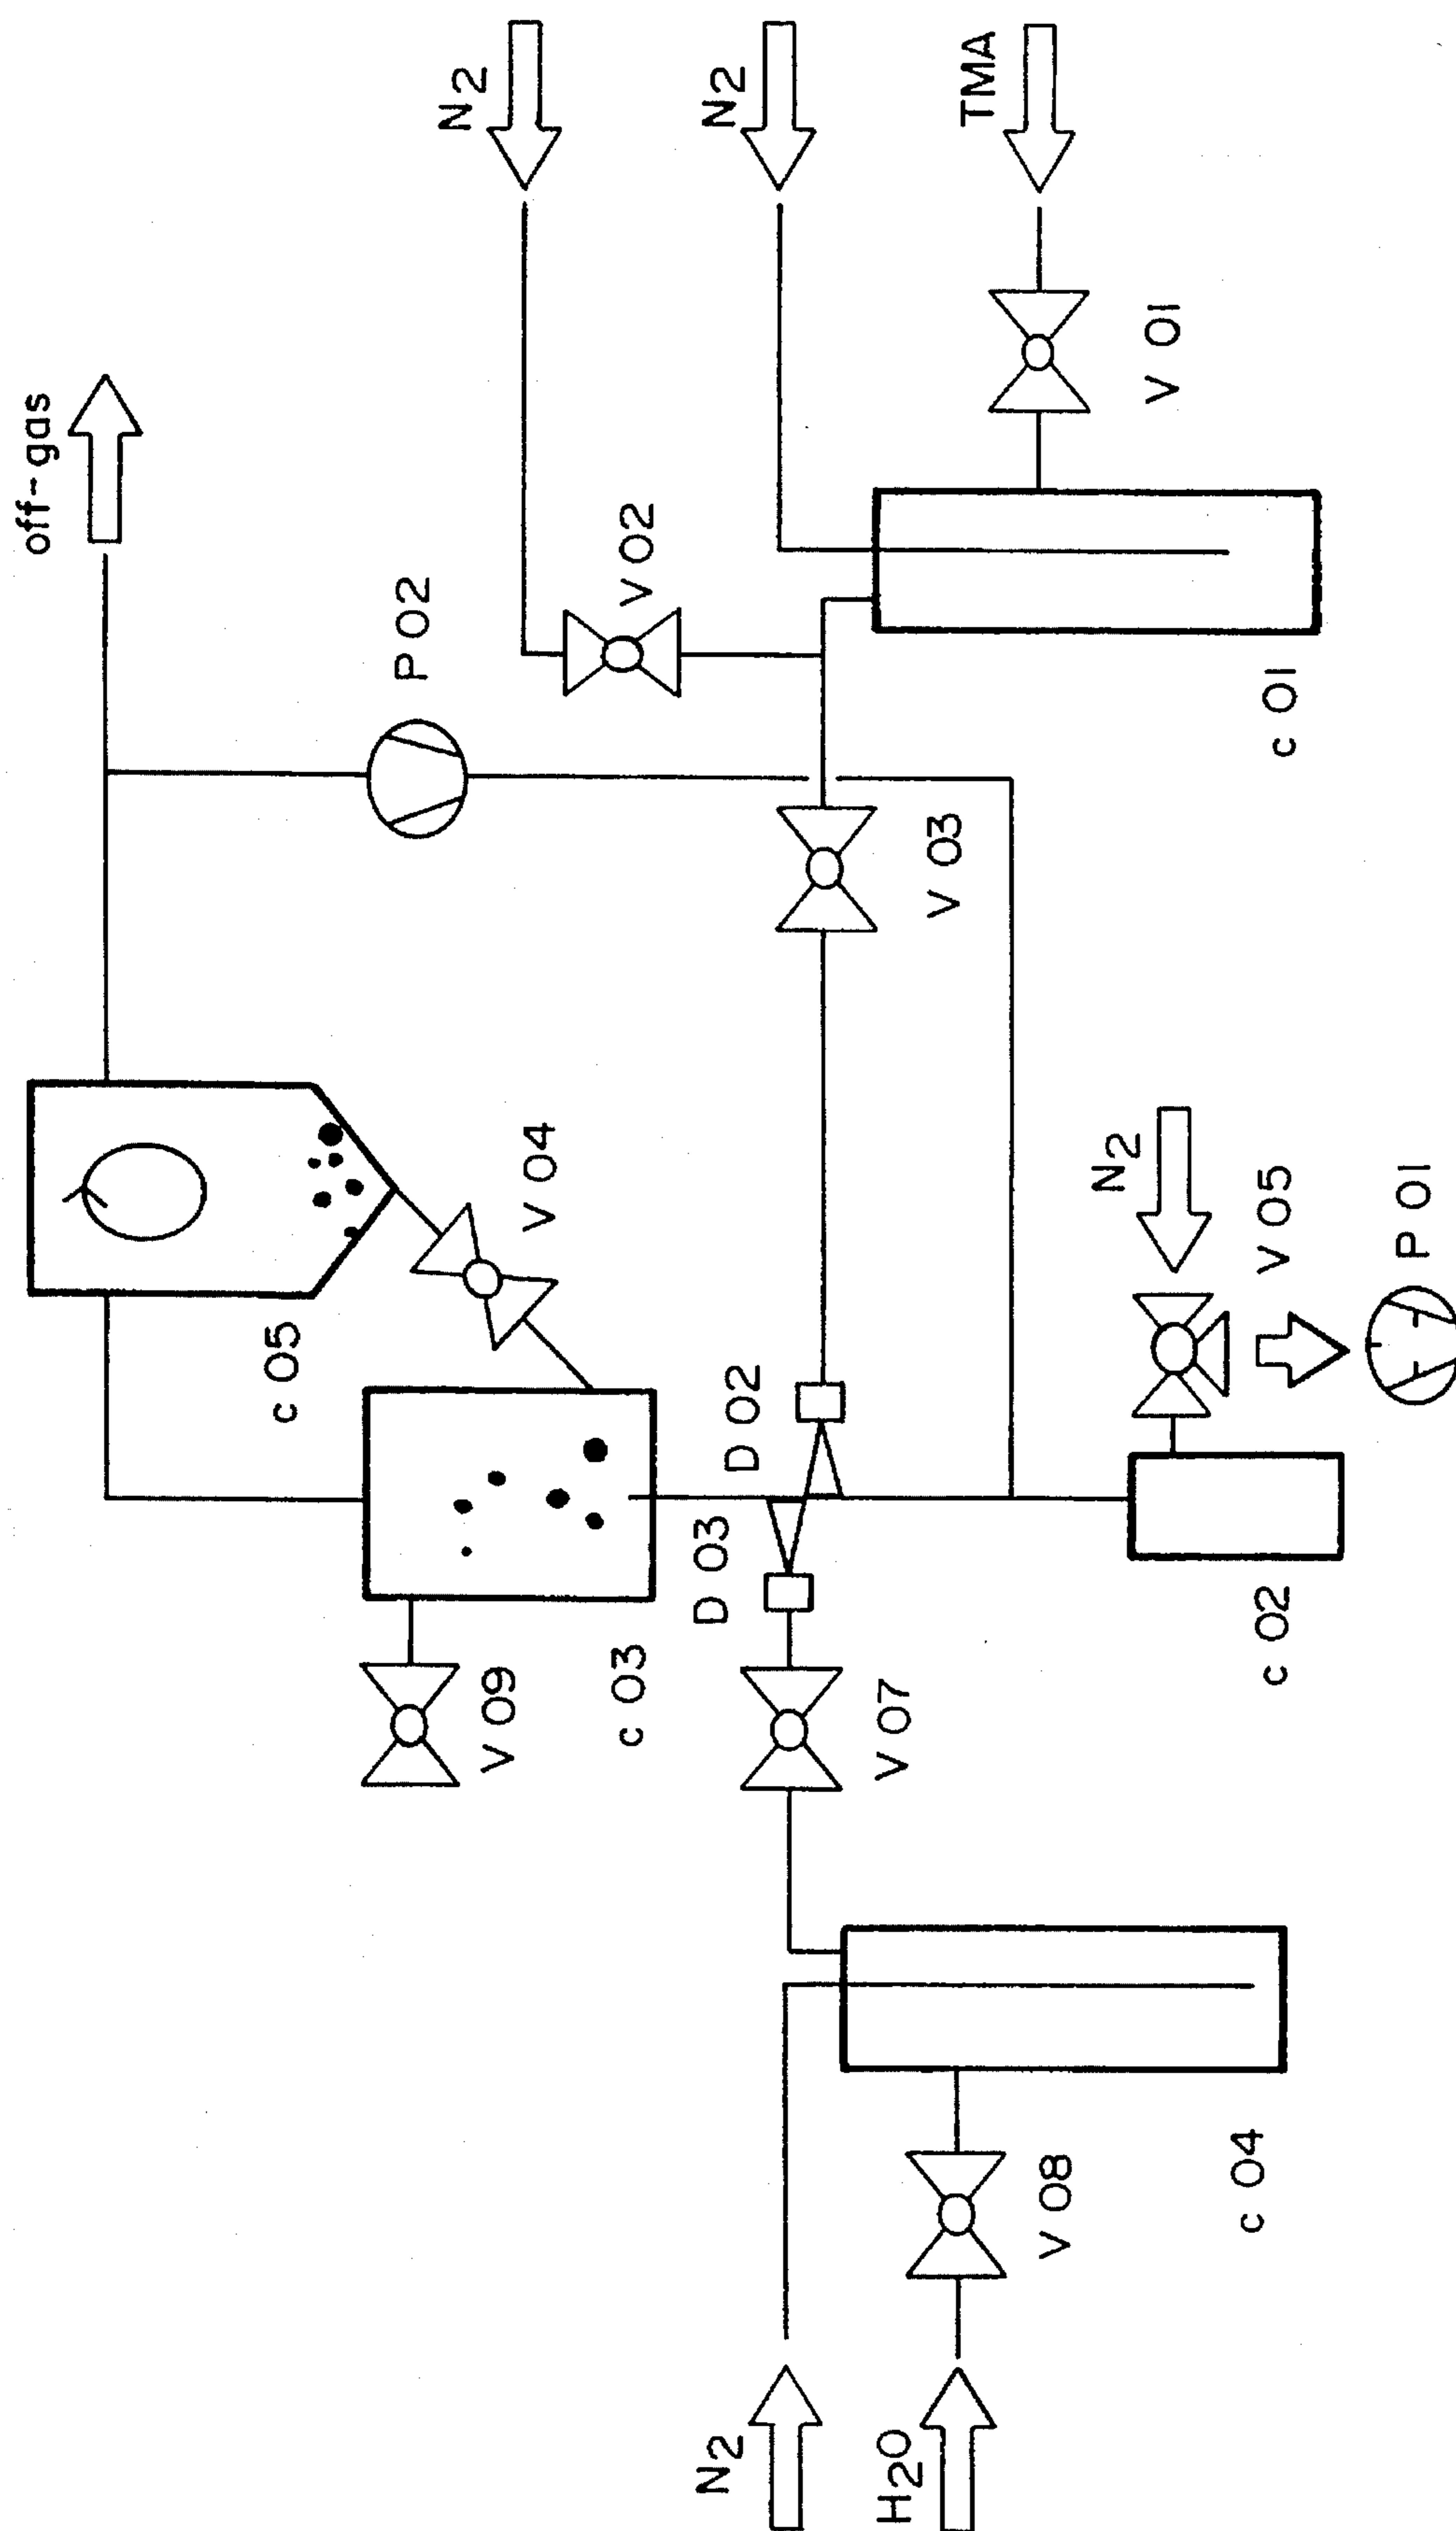 off-gas
N2
N2
TMA
P 02
V 02
V 01
c 01
V 03
c 05
V 04
D 02
N2
V 05
P 01
V 09
c 03
D 03
c 02
V 07
N2
H2O
V 08
c 04